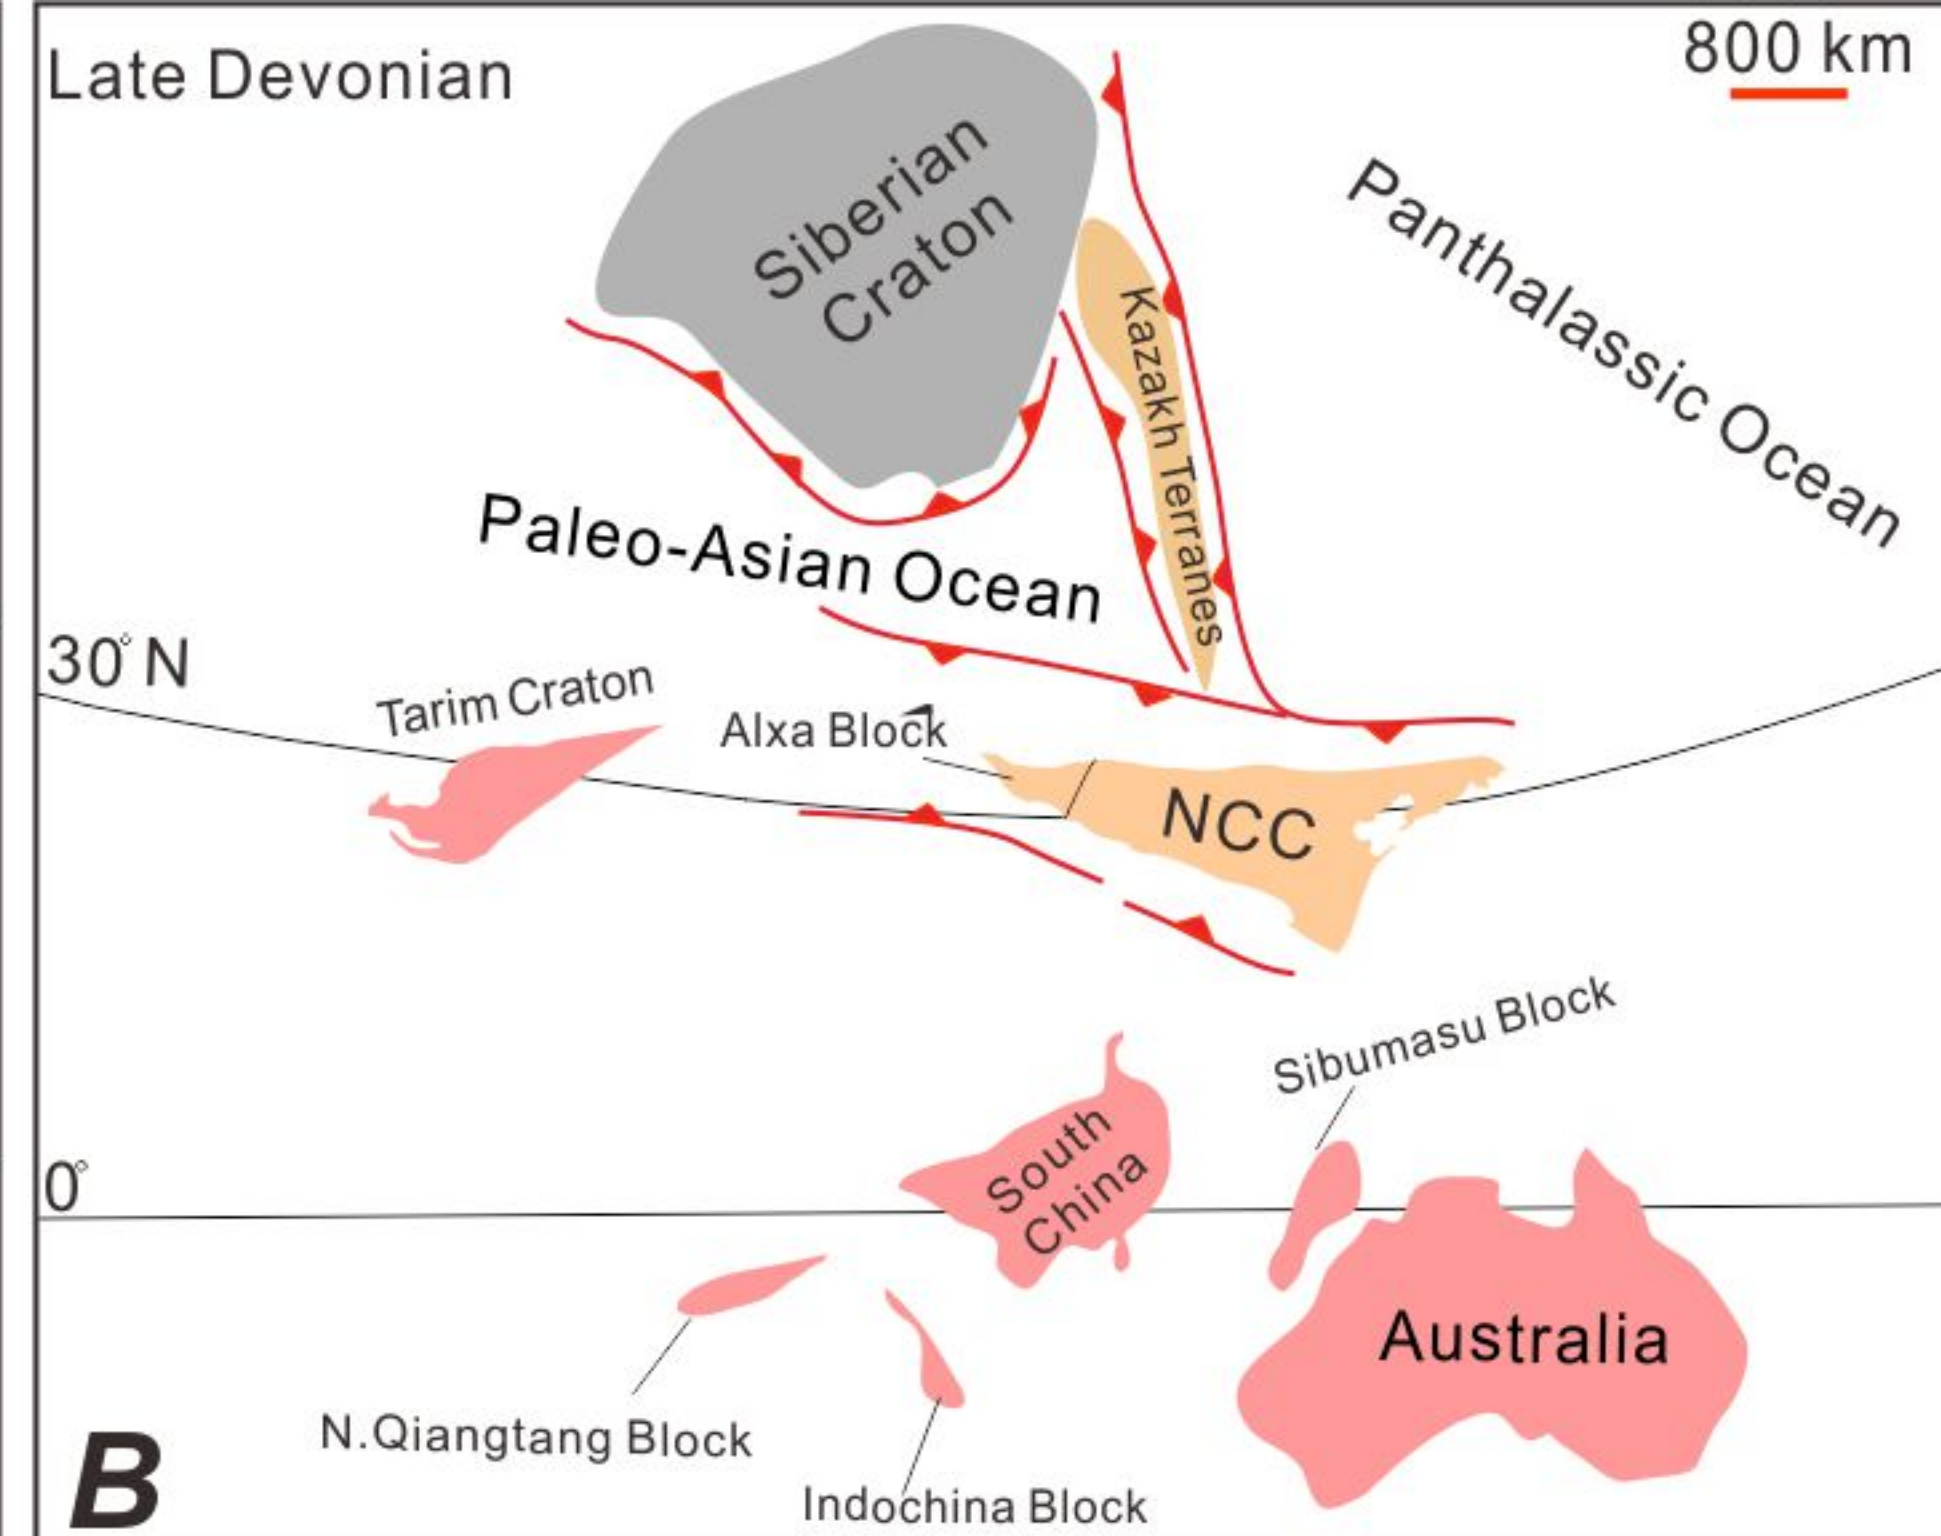 Late Devonian
800 km
Siberian
Craton
Panthalassic Ocean
Kazakh Terranes
Paleo-Asian Ocean
30° N
Tarim Craton
Alxa Block
NCC
Sibumasu Block
South
China
0°
Australia
N.Qiangtang Block
Indochina Block
B